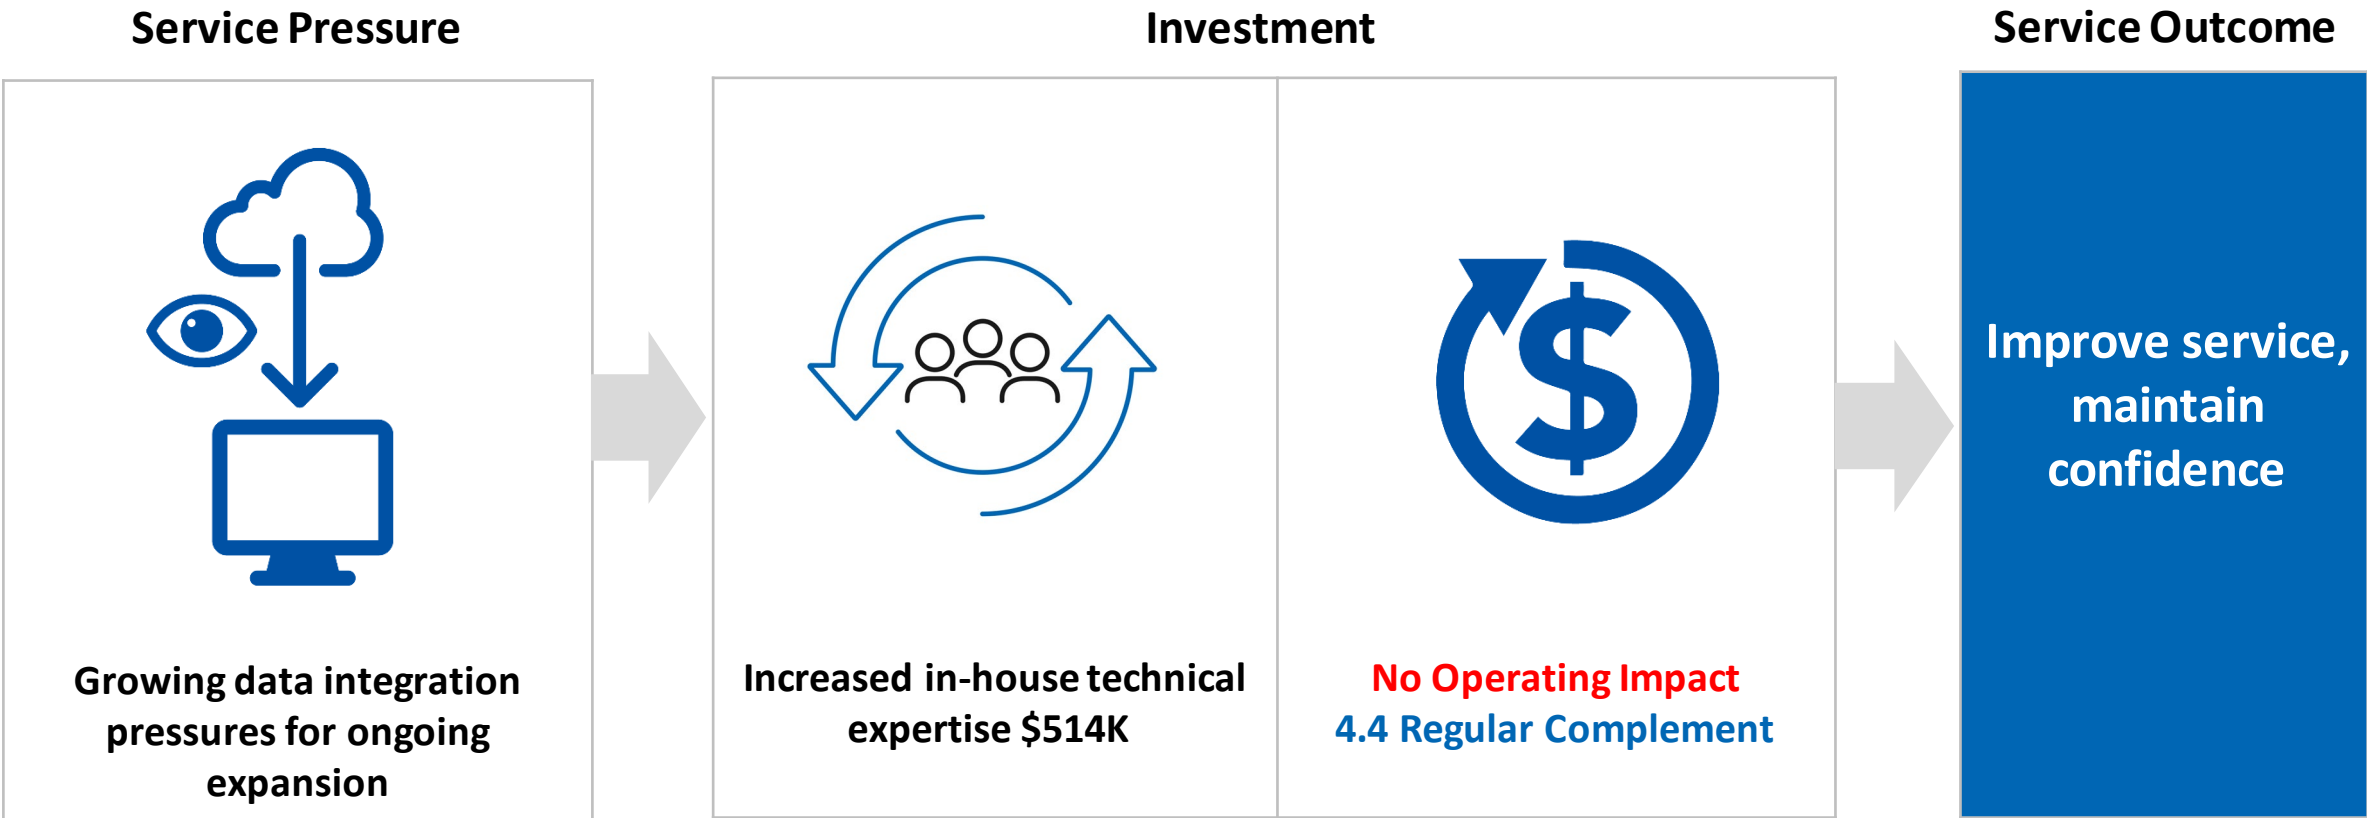 Service Pressure
Investment
Service Outcome
Growing data integration
pressures for ongoing
expansion
Increased in-house technical
expertise $514K
No Operating Impact
4.4 Regular Complement
Improve service,
maintain
confidence